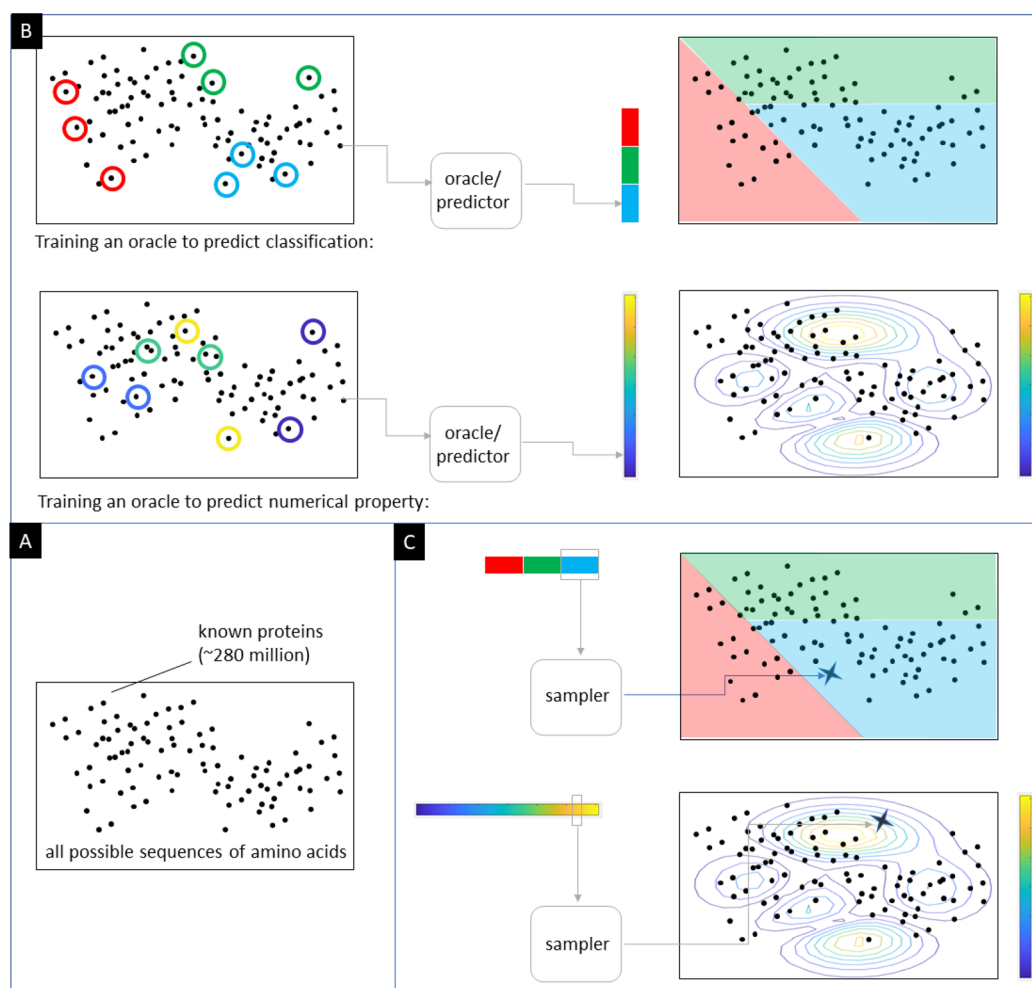 B
oracle/
predictor
Training an oracle to predict classification:
oracle/
predictor
Training an oracle to predict numerical property:
A
known proteins
(~280 million)
all possible sequences of amino acids
C
sampler
sampler